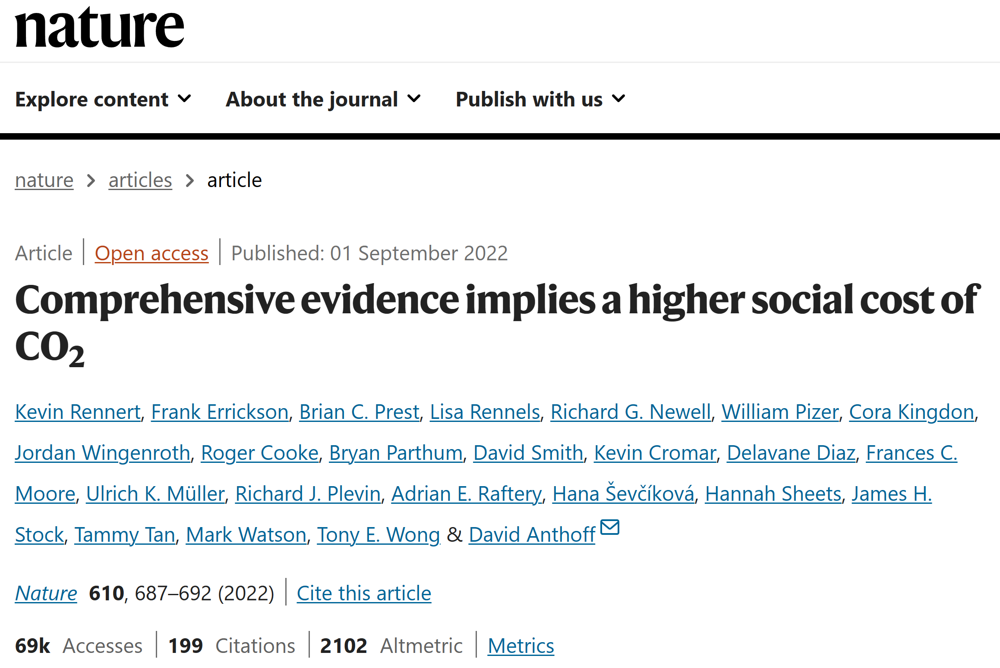 nature
Explore content About the journal Publish with us
nature articles article
Article Open access Published: 01 September 2022
Comprehensive evidence implies a higher social cost of
CO₂
Kevin Rennert, Frank Errickson, Brian C. Prest, Lisa Rennels, Richard G. Newell, William Pizer, Cora Kingdon,
Jordan Wingenroth, Roger Cooke, Bryan Parthum, David Smith, Kevin Cromar, Delavane Diaz, Frances C.
Moore, Ulrich K. Müller, Richard J. Plevin, Adrian E. Raftery, Hana Ševčíková, Hannah Sheets, James H.
Stock, Tammy Tan, Mark Watson, Tony E. Wong & David Anthoff
Nature 610, 687–692 (2022) Cite this article
69k Accesses 199 Citations 2102 Altmetric Metrics